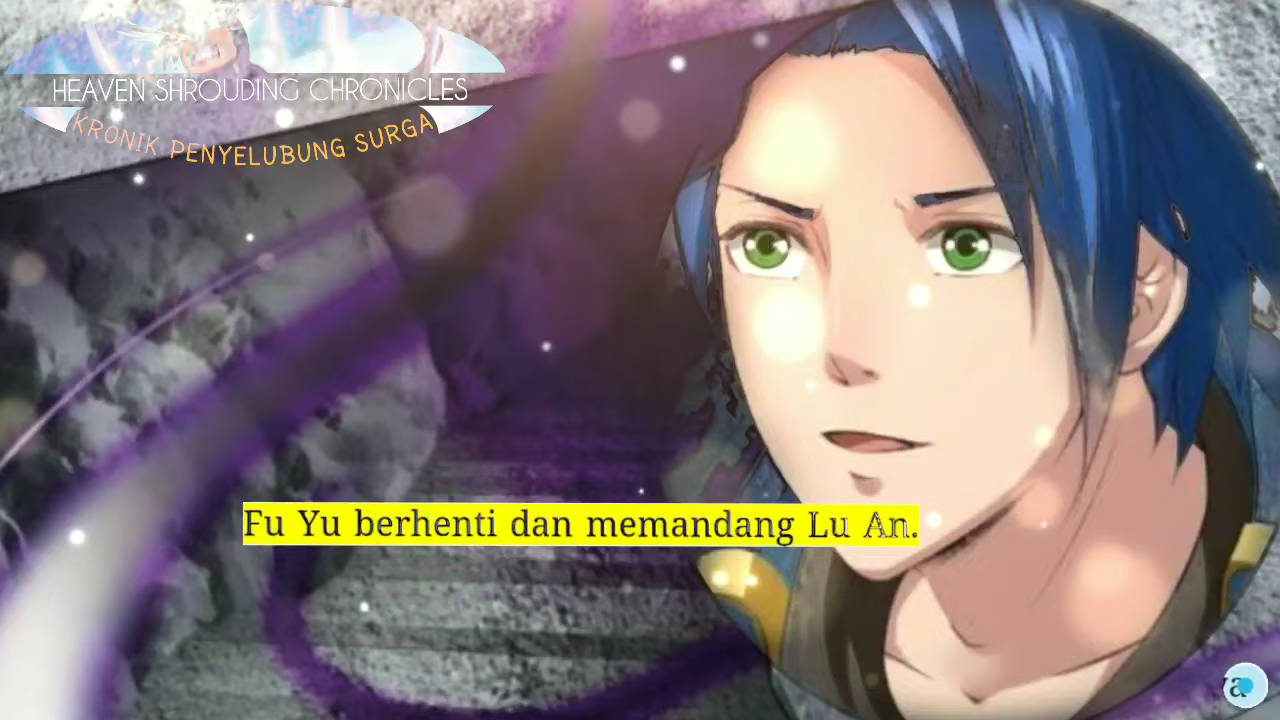 HEAVEN SHROUDING CHRONICLES
KRONIK PENYELUBUNG SURGA
Fu Yu berhenti dan memandang Lu An.